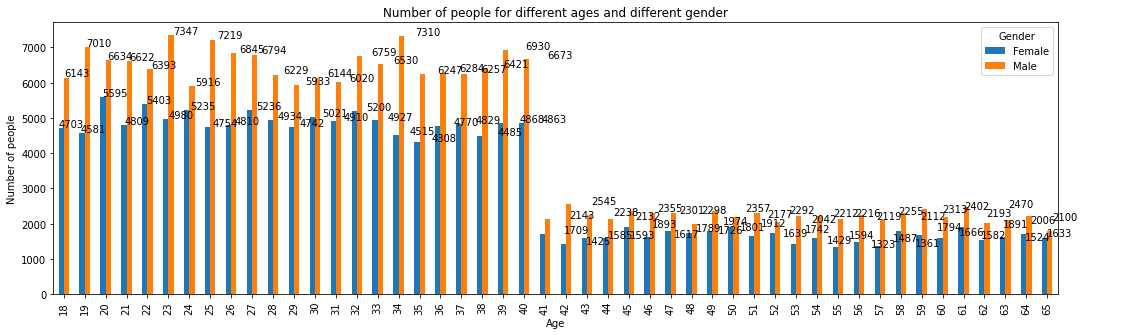 Number of people for different ages and different gender
Gender
Female
Male
Number of people
7000
6000
5000
4000
3000
2000
1000
0
6143 7010 6634 6622 6393 7347 5916 7219 6845 6794 6229 5933 6144 6020 6759 6530 7310 6247 6284 6257 6421 6930 6673 2143 2545 2238 2132 2355 2301 2298 1974 2357 2177 2292 2042 2212 2216 2119 2255 2112 2313 2402 2193 2470 2006 2100
4703 4581 5595 4809 5403 4980 5235 4754 4810 5236 4934 4742 5021 4910 5200 4927 4515 4308 4770 4829 4485 4868 4863 1709 1425 1585 1593 1893 1617 1789 1726 1801 1912 1639 1742 1429 1594 1323 1487 1361 1794 1666 1582 1891 1524 1633
18 19 20 21 22 23 24 25 26 27 28 29 30 31 32 33 34 35 36 37 38 39 40 41 42 43 44 45 46 47 48 49 50 51 52 53 54 55 56 57 58 59 60 61 62 63 64 65
Age